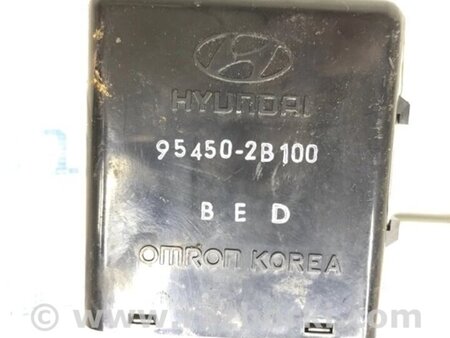 HYUNDAI
95450-2B100
B E D
OMRON KOREA